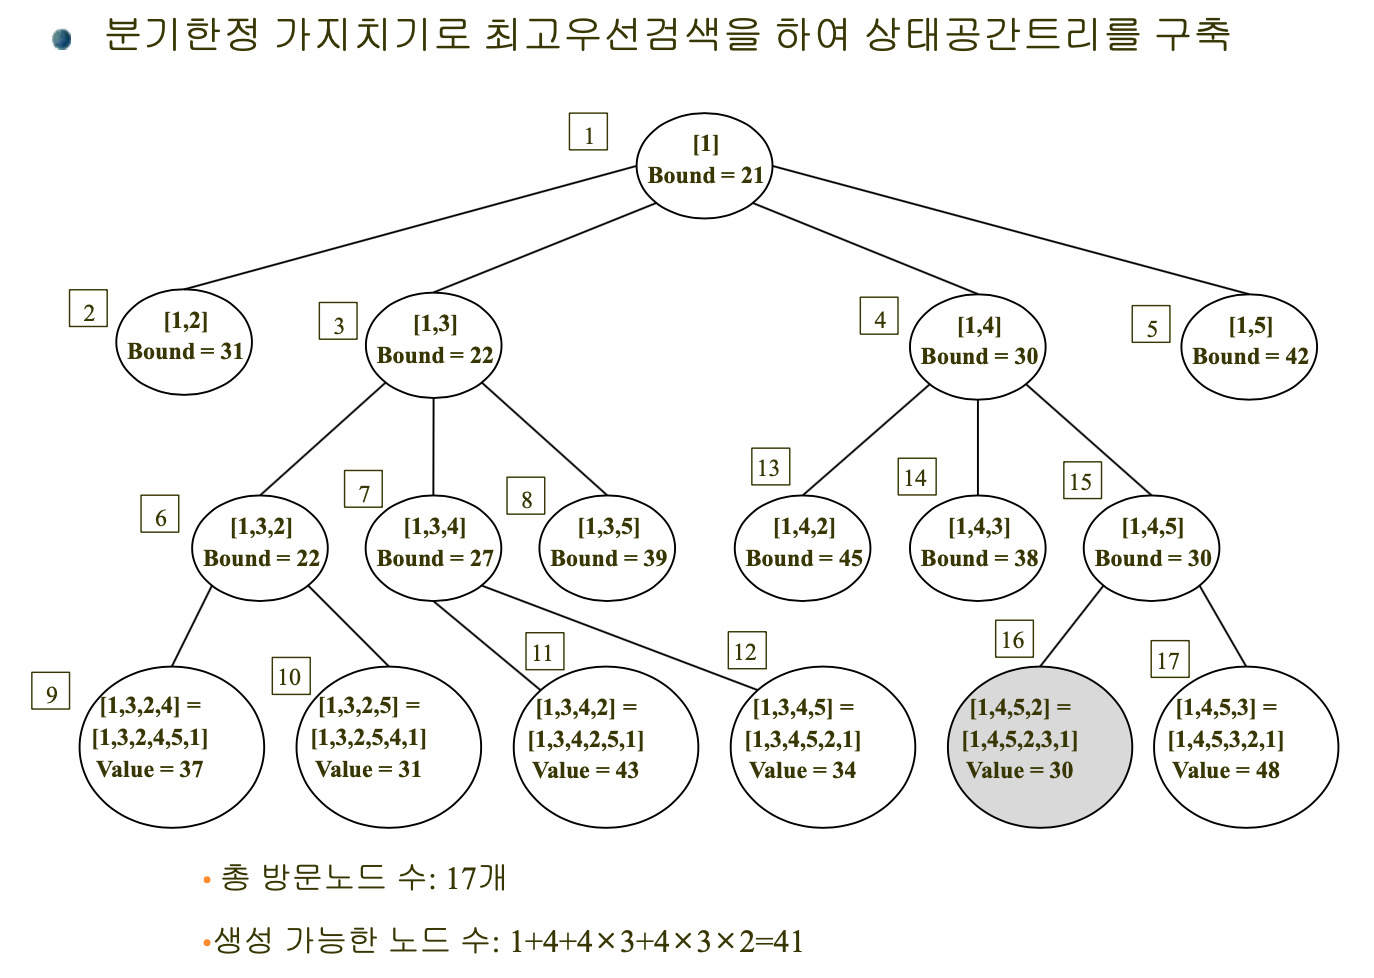 분기한정 가지치기로 최고우선검색을 하여 상태공간트리를 구축
1
[1]
Bound = 21
2
[1,2]
Bound = 31
3
[1,3]
Bound = 22
4
[1,4]
Bound = 30
5
[1,5]
Bound = 42
6
[1,3,2]
Bound = 22
7
[1,3,4]
Bound = 27
8
[1,3,5]
Bound = 39
13
[1,4,2]
Bound = 45
14
[1,4,3]
Bound = 38
15
[1,4,5]
Bound = 30
9
[1,3,2,4] =
[1,3,2,4,5,1]
Value = 37
10
[1,3,2,5] =
[1,3,2,5,4,1]
Value = 31
11
[1,3,4,2] =
[1,3,4,2,5,1]
Value = 43
12
[1,3,4,5] =
[1,3,4,5,2,1]
Value = 34
16
[1,4,5,2] =
[1,4,5,2,3,1]
Value = 30
17
[1,4,5,3] =
[1,4,5,3,2,1]
Value = 48
• 총 방문노드 수: 17개
•생성 가능한 노드 수: 1+4+4×3+4×3×2=41